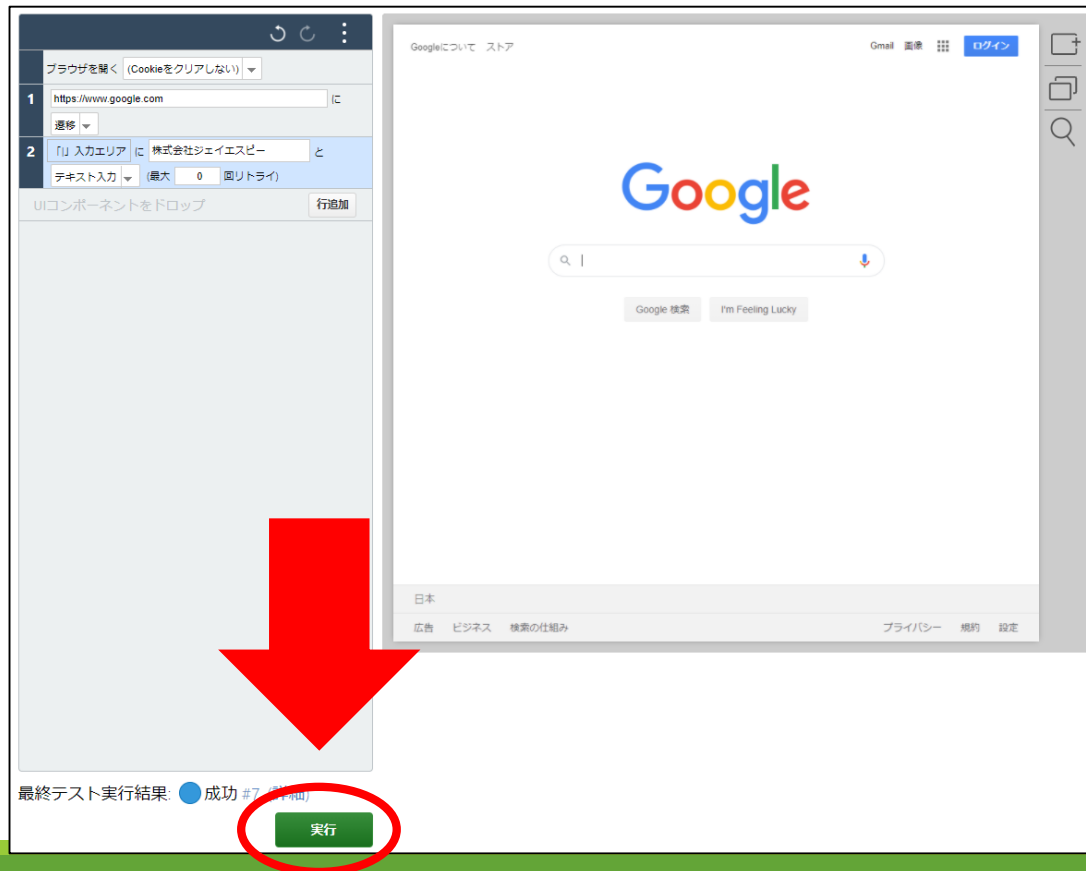 ブラウザを開く (Cookieをクリアしない)
1 https://www.google.com に
遷移
2 「」入力エリア に 株式会社ジェイエスピー と
テキスト入力 (最大 0 回リトライ)
UIコンポーネントをドロップ 行追加
最終テスト実行結果: 成功 #7 (詳細)
実行
Googleについて ストア Gmail 画像 ログイン
Google
Google 検索 I'm Feeling Lucky
日本
広告 ビジネス 検索の仕組み プライバシー 規約 設定